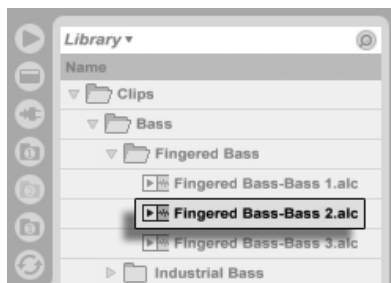 Library
Name
Clips
Bass
Fingered Bass
Fingered Bass-Bass 1.alc
Fingered Bass-Bass 2.alc
Fingered Bass-Bass 3.alc
Industrial Bass